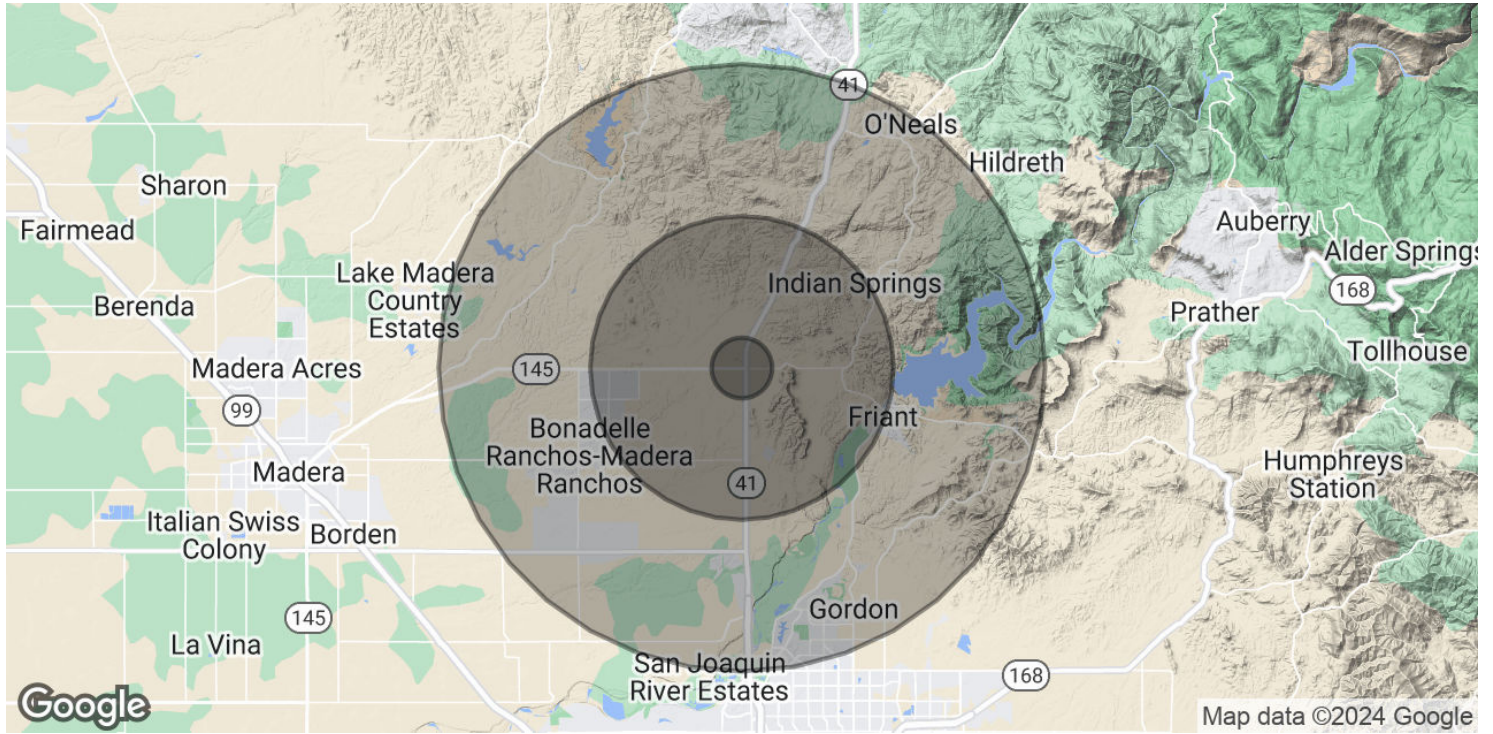 41
O'Neals
Hildreth
Sharon
Auberry
Fairmead
Alder Springs
Lake Madera
Country
Estates
Indian Springs
168
Berenda
Prather
Tollhouse
Madera Acres
145
99
Friant
Bonadelle
Ranchos-Madera
Ranchos
Madera
Humphreys
Station
41
Italian Swiss
Colony
Borden
Gordon
145
La Vina
San Joaquin
River Estates
168
Google
Map data ©2024 Google